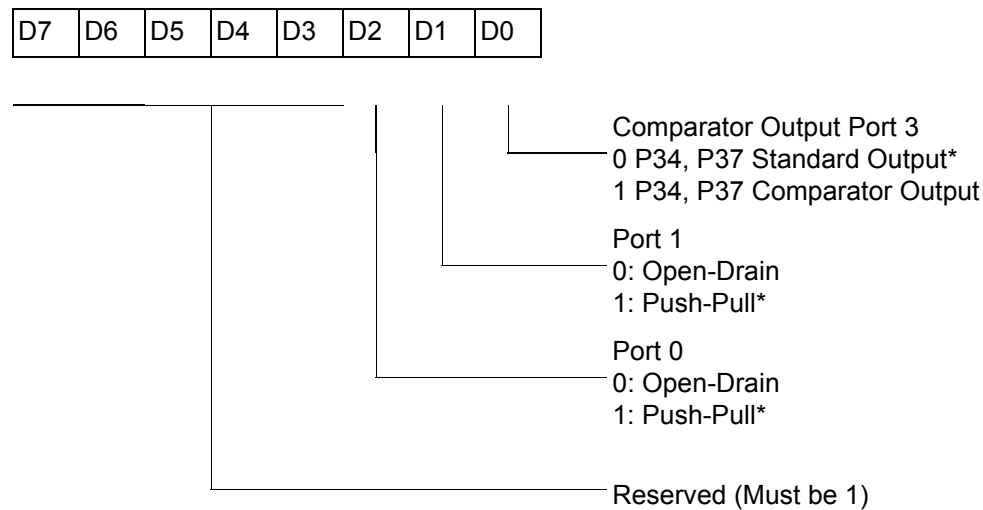 D7 D6 D5 D4 D3 D2 D1 D0
Comparator Output Port 3
0 P34, P37 Standard Output*
1 P34, P37 Comparator Output
Port 1
0: Open-Drain
1: Push-Pull*
Port 0
0: Open-Drain
1: Push-Pull*
Reserved (Must be 1)